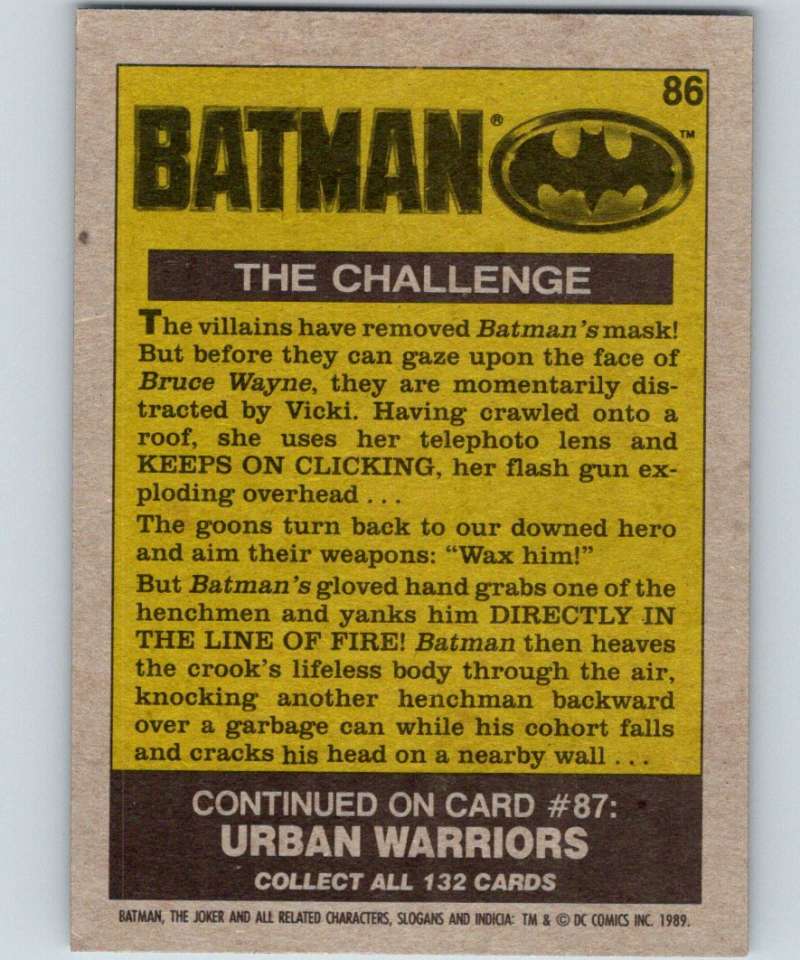 86
BATMAN® ™
THE CHALLENGE
The villains have removed Batman's mask!
But before they can gaze upon the face of
Bruce Wayne, they are momentarily dis-
tracted by Vicki. Having crawled onto a
roof, she uses her telephoto lens and
KEEPS ON CLICKING, her flash gun ex-
ploding overhead . . .
The goons turn back to our downed hero
and aim their weapons: “Wax him!”
But Batman's gloved hand grabs one of the
henchmen and yanks him DIRECTLY IN
THE LINE OF FIRE! Batman then heaves
the crook's lifeless body through the air,
knocking another henchman backward
over a garbage can while his cohort falls
and cracks his head on a nearby wall . . .
CONTINUED ON CARD #87:
URBAN WARRIORS
COLLECT ALL 132 CARDS
BATMAN, THE JOKER AND ALL RELATED CHARACTERS, SLOGANS AND INDICIA: TM & © DC COMICS INC. 1989.